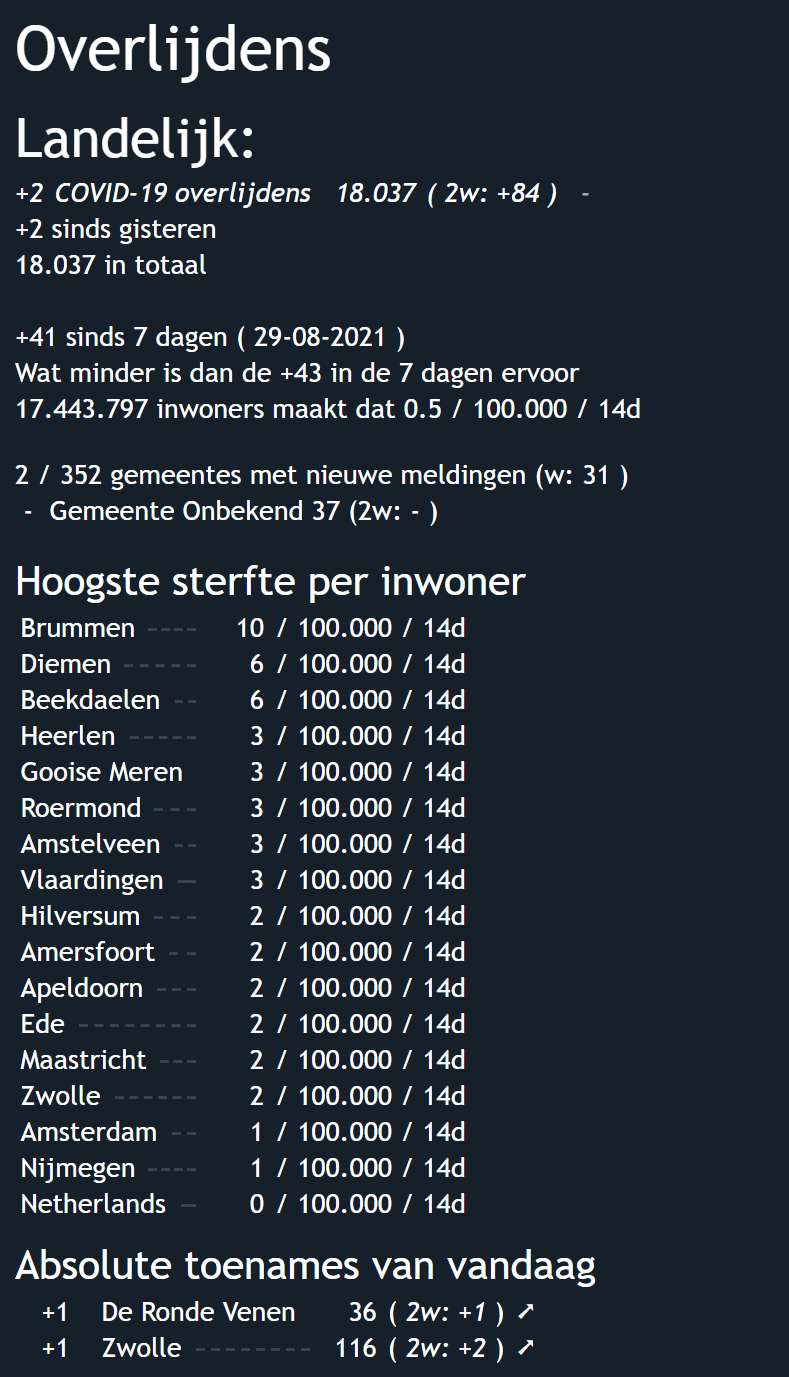 Overlijdens
Landelijk:
+2 COVID-19 overlijdens 18.037 ( 2w: +84 ) -
+2 sinds gisteren
18.037 in totaal
+41 sinds 7 dagen ( 29-08-2021 )
Wat minder is dan de +43 in de 7 dagen ervoor
17.443.797 inwoners maakt dat 0.5 / 100.000 / 14d
2 / 352 gemeentes met nieuwe meldingen (w: 31 )
- Gemeente Onbekend 37 (2w: - )
Hoogste sterfte per inwoner
Brummen ---- 10 / 100.000 / 14d
Diemen ----- 6 / 100.000 / 14d
Beekdaelen -- 6 / 100.000 / 14d
Heerlen ----- 3 / 100.000 / 14d
Gooise Meren 3 / 100.000 / 14d
Roermond --- 3 / 100.000 / 14d
Amstelveen -- 3 / 100.000 / 14d
Vlaardingen — 3 / 100.000 / 14d
Hilversum --- 2 / 100.000 / 14d
Amersfoort -- 2 / 100.000 / 14d
Apeldoorn --- 2 / 100.000 / 14d
Ede -------- 2 / 100.000 / 14d
Maastricht --- 2 / 100.000 / 14d
Zwolle ------ 2 / 100.000 / 14d
Amsterdam -- 1 / 100.000 / 14d
Nijmegen ---- 1 / 100.000 / 14d
Netherlands — 0 / 100.000 / 14d
Absolute toenames van vandaag
+1 De Ronde Venen 36 ( 2w: +1 ) ➚
+1 Zwolle -------- 116 ( 2w: +2 ) ➚